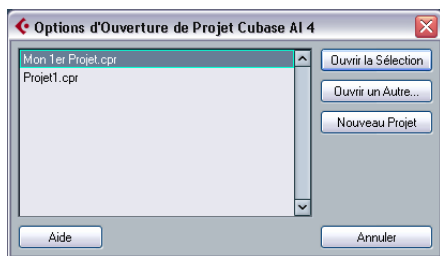 Options d'Ouverture de Projet Cubase AI 4
Mon 1er Projet.cpr
Projet1.cpr
Ouvrir la Sélection
Ouvrir un Autre...
Nouveau Projet
Aide
Annuler